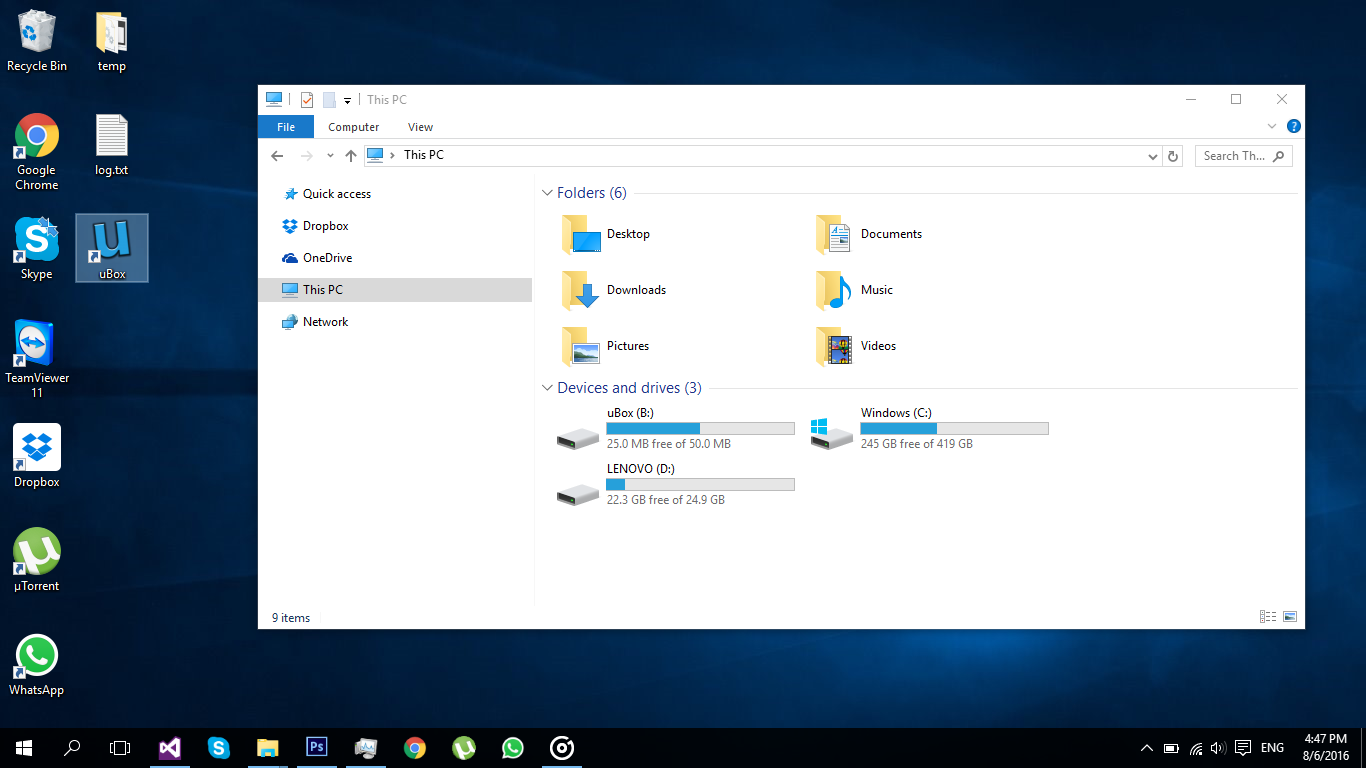 Recycle Bin
temp
Google
Chrome
log.txt
Skype
uBox
TeamViewer
11
Dropbox
µTorrent
WhatsApp
This PC
File
Computer
View
This PC
Search Th...
Quick access
Dropbox
OneDrive
This PC
Network
Folders (6)
Desktop
Documents
Downloads
Music
Pictures
Videos
Devices and drives (3)
uBox (B:)
25.0 MB free of 50.0 MB
Windows (C:)
245 GB free of 419 GB
LENOVO (D:)
22.3 GB free of 24.9 GB
9 items
Ps
ENG
4:47 PM
8/6/2016